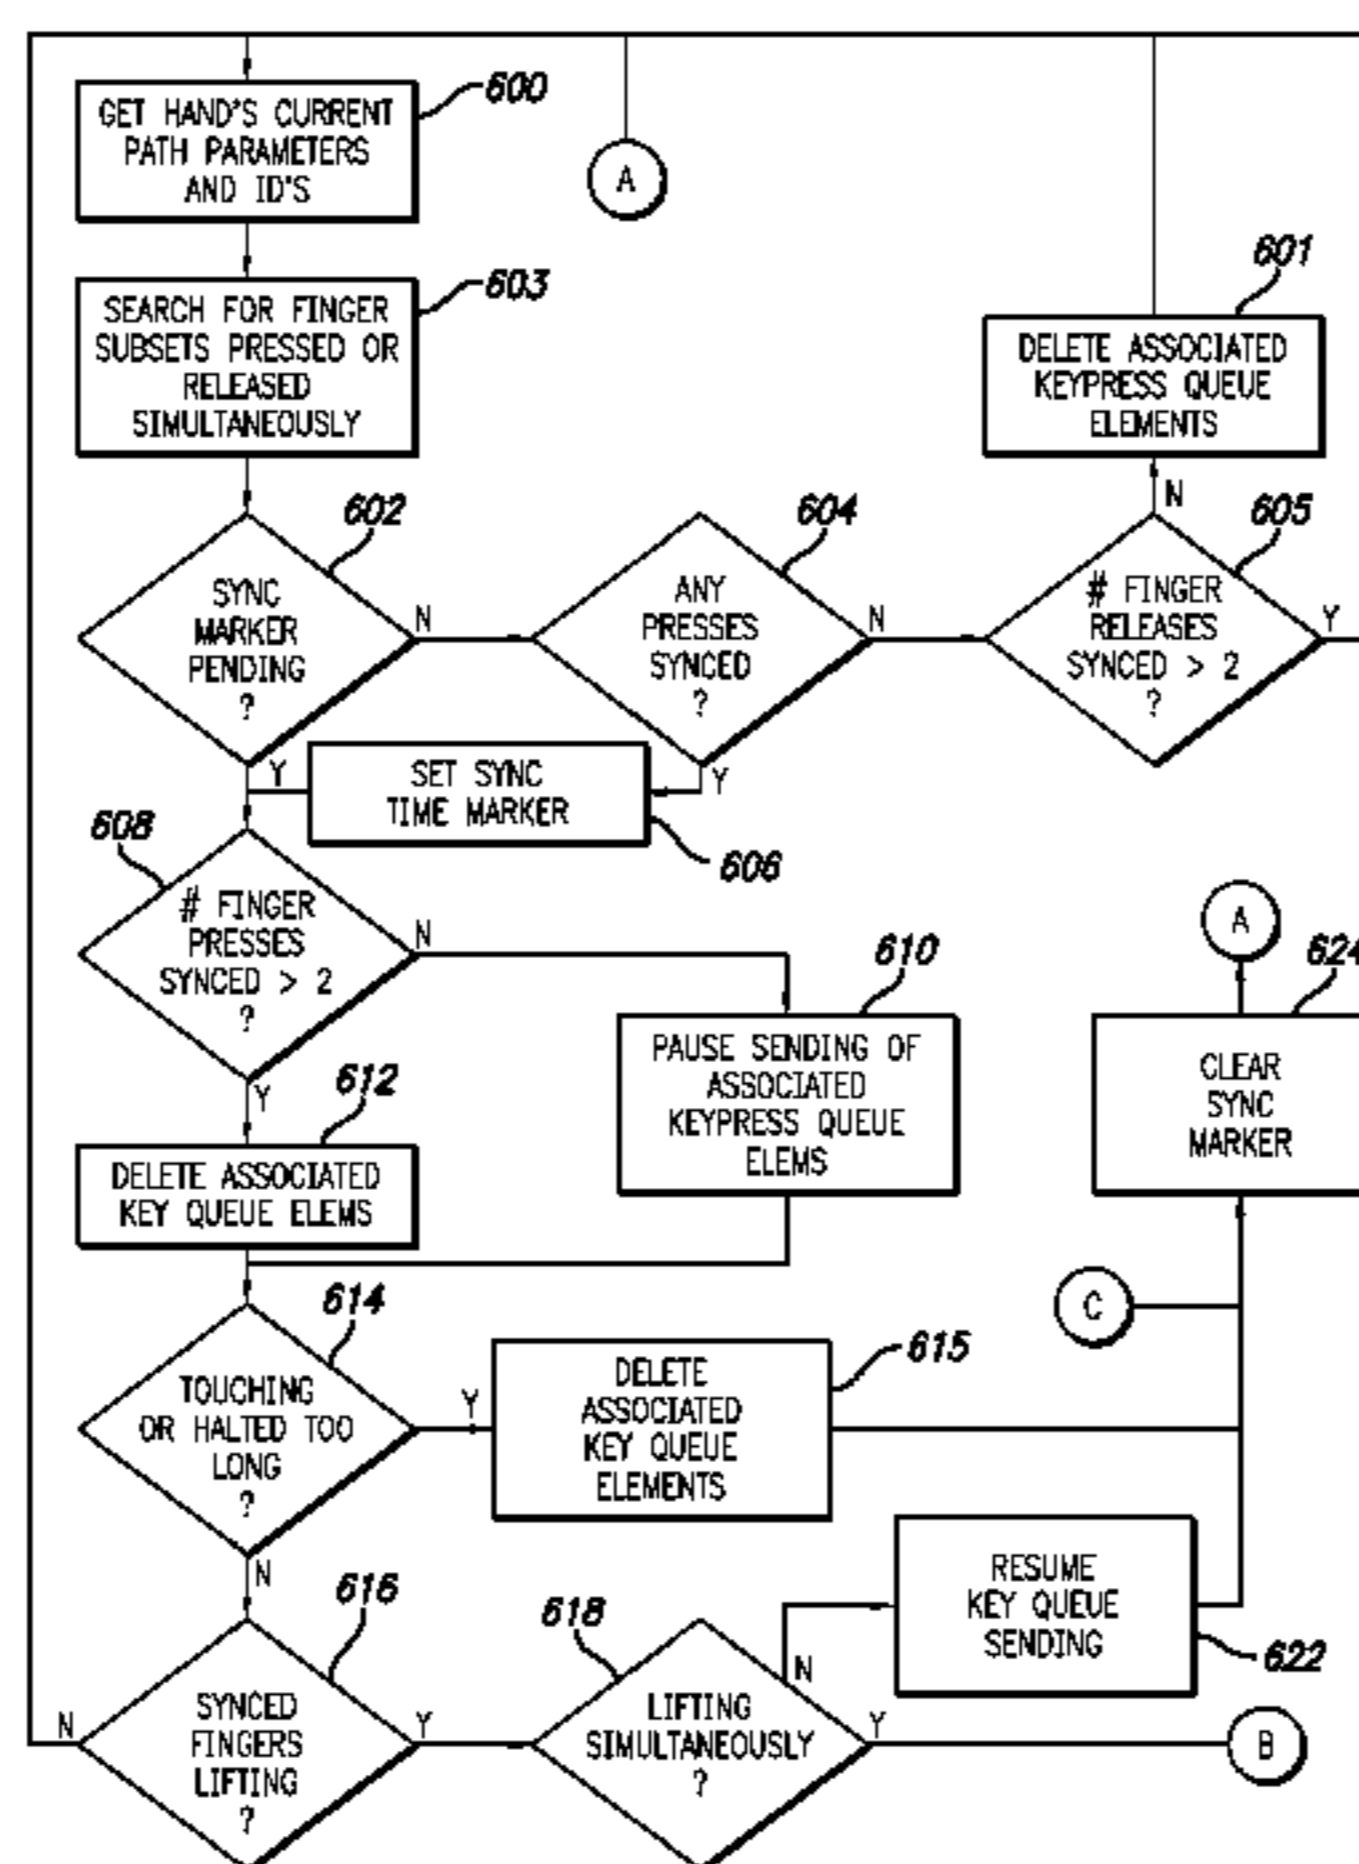 600
GET HAND'S CURRENT
PATH PARAMETERS
AND ID'S
A
603
SEARCH FOR FINGER
SUBSETS PRESSED OR
RELEASED
SIMULTANEOUSLY
601
DELETE ASSOCIATED
KEYPRESS QUEUE
ELEMENTS
N
602
SYNC
MARKER
PENDING
?
N
Y
604
ANY
PRESSES
SYNCED
?
N
Y
605
# FINGER
RELEASES
SYNCED > 2
?
Y
SET SYNC
TIME MARKER
606
608
# FINGER
PRESSES
SYNCED > 2
?
N
Y
610
PAUSE SENDING OF
ASSOCIATED
KEYPRESS QUEUE
ELEMS
A
624
CLEAR
SYNC
MARKER
612
DELETE ASSOCIATED
KEY QUEUE ELEMS
C
614
TOUCHING
OR HALTED TOO
LONG
?
Y
N
615
DELETE
ASSOCIATED
KEY QUEUE
ELEMENTS
RESUME
KEY QUEUE
SENDING
622
616
SYNCED
FINGERS
LIFTING
?
N
Y
618
LIFTING
SIMULTANEOUSLY
?
N
Y
B